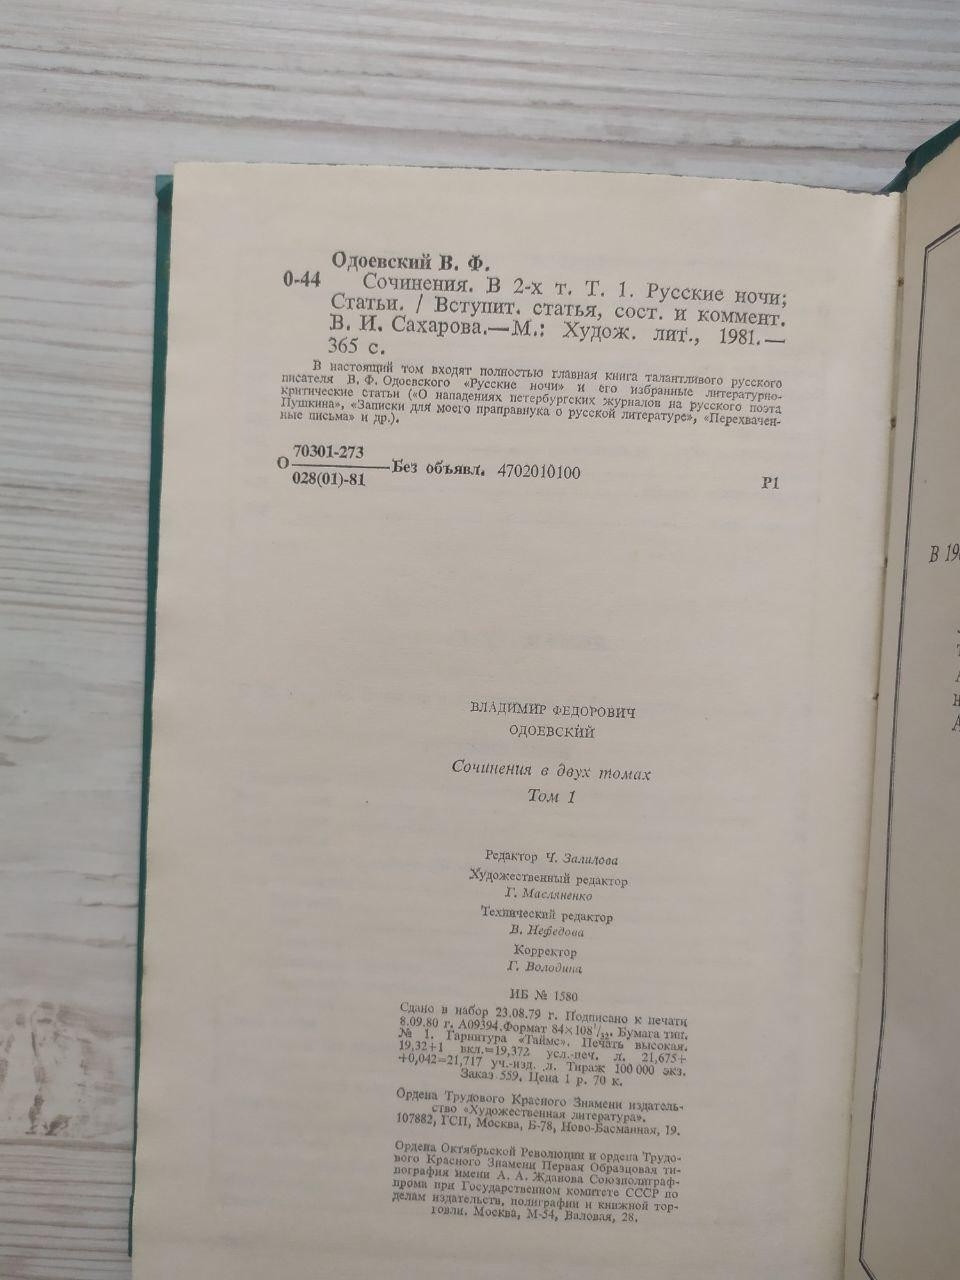 Одоевский В. Ф.
О-44 Сочинения. В 2-х т. Т. 1. Русские ночи;
Статьи. / Вступит. статья, сост. и коммент.
В. И. Сахарова.—М.: Худож. лит., 1981.—
365 с.
В настоящий том входят полностью главная книга талантливого русского
писателя В. Ф. Одоевского «Русские ночи» и его избранные литературно-
критические статьи («О нападениях петербургских журналов на русского поэта
Пушкина», «Записки для моего праправнука о русской литературе», «Перехвачен-
ные письма» и др.).
О 70301-273
028(01)-81 Без объявл. 4702010100
Р1
ВЛАДИМИР ФЕДОРОВИЧ
ОДОЕВСКИЙ
Сочинения в двух томах
Том 1
Редактор Ч. Залилова
Художественный редактор
Г. Масляненко
Технический редактор
В. Нефедова
Корректор
Г. Володина
ИБ № 1580
Сдано в набор 23.08.79 г. Подписано к печати
8.09.80 г. А09394. Формат 84×108 1/32. Бумага тип.
№ 1. Гарнитура «Таймс». Печать высокая.
19,32+1 вкл.=19,372 усл.-печ. л. 21,675+
+0,042=21,717 уч.-изд. л. Тираж 100 000 экз.
Заказ 559. Цена 1 р. 70 к.
Ордена Трудового Красного Знамени издатель-
ство «Художественная литература».
107882, ГСП, Москва, Б-78, Ново-Басманная, 19.
Ордена Октябрьской Революции и ордена Трудо-
вого Красного Знамени Первая Образцовая ти-
пография имени А. А. Жданова Союзполиграф-
прома при Государственном комитете СССР по
делам издательств, полиграфии и книжной тор-
говли. Москва, М-54, Валовая, 28.
В